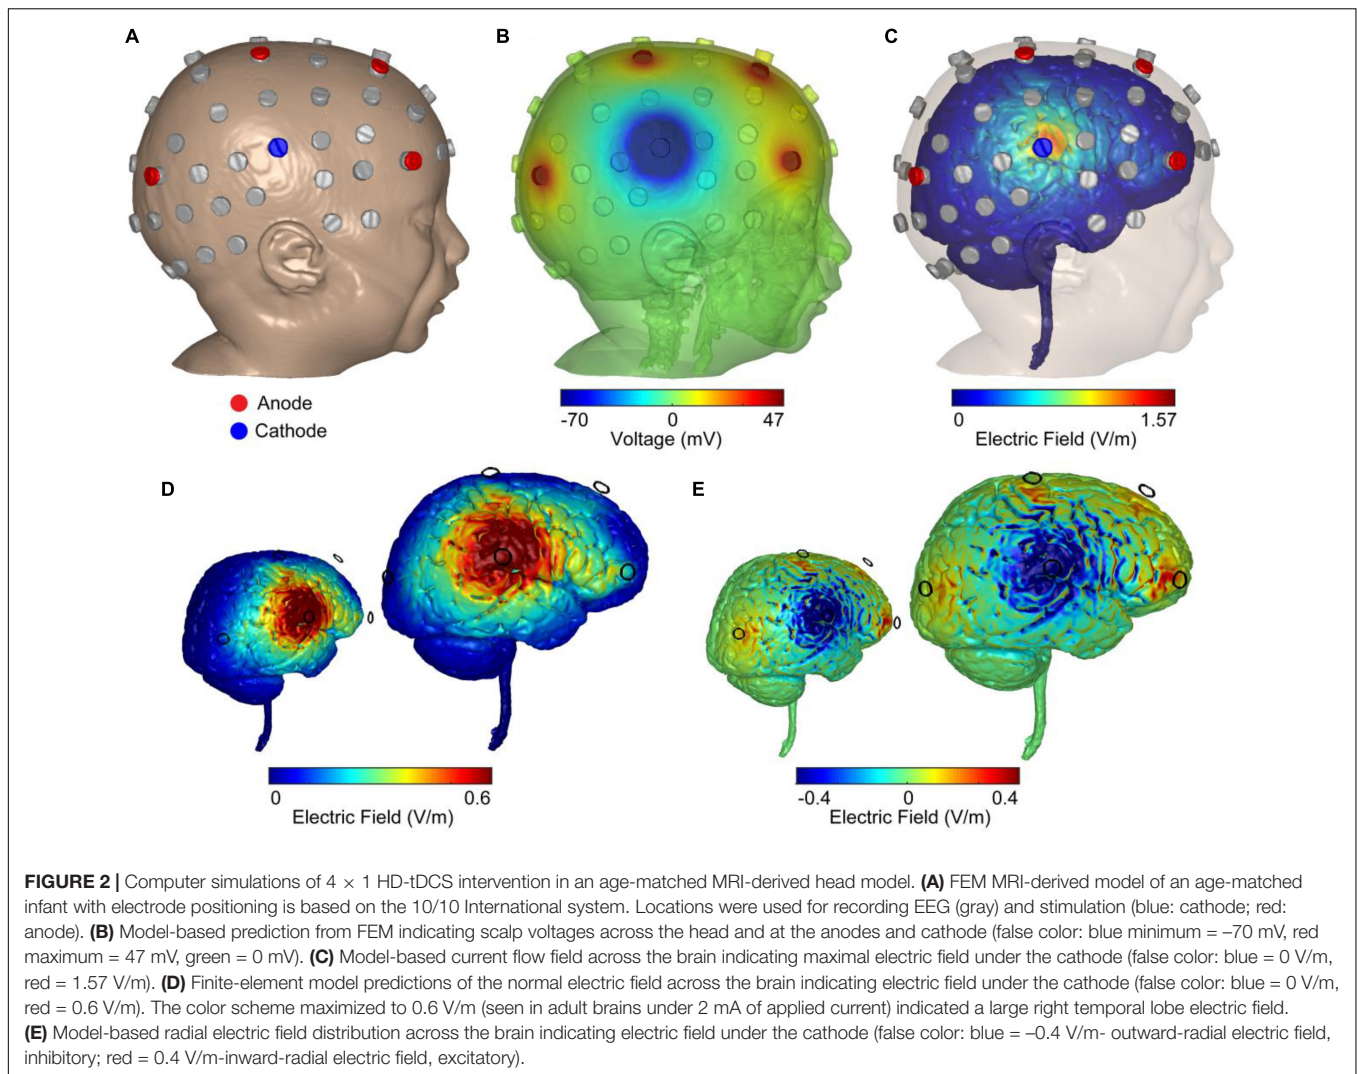 A
B
C
Anode
Cathode
-70
0
47
Voltage (mV)
0
1.57
Electric Field (V/m)
D
E
0
0.6
Electric Field (V/m)
-0.4
0
0.4
Electric Field (V/m)
FIGURE 2 | Computer simulations of 4 × 1 HD-tDCS intervention in an age-matched MRI-derived head model. (A) FEM MRI-derived model of an age-matched
infant with electrode positioning is based on the 10/10 International system. Locations were used for recording EEG (gray) and stimulation (blue: cathode; red:
anode). (B) Model-based prediction from FEM indicating scalp voltages across the head and at the anodes and cathode (false color: blue minimum = –70 mV, red
maximum = 47 mV, green = 0 mV). (C) Model-based current flow field across the brain indicating maximal electric field under the cathode (false color: blue = 0 V/m,
red = 1.57 V/m). (D) Finite-element model predictions of the normal electric field across the brain indicating electric field under the cathode (false color: blue = 0 V/m,
red = 0.6 V/m). The color scheme maximized to 0.6 V/m (seen in adult brains under 2 mA of applied current) indicated a large right temporal lobe electric field.
(E) Model-based radial electric field distribution across the brain indicating electric field under the cathode (false color: blue = –0.4 V/m- outward-radial electric field,
inhibitory; red = 0.4 V/m-inward-radial electric field, excitatory).